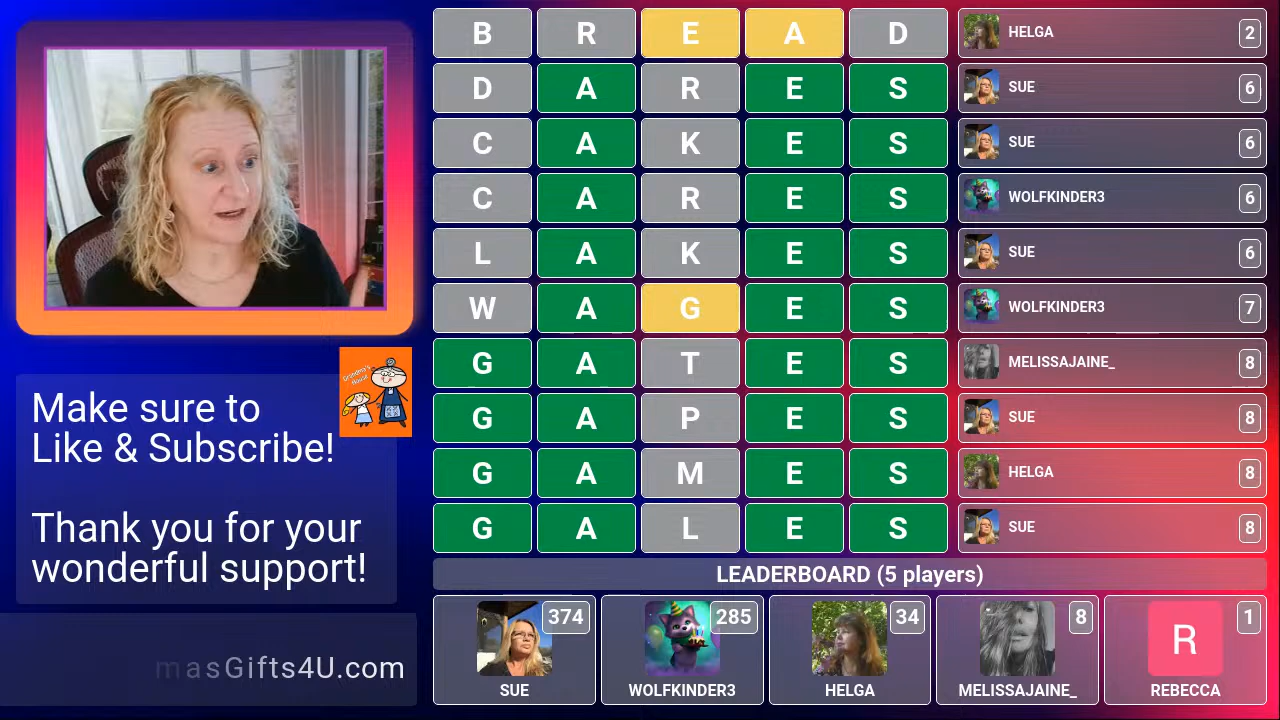 B R E A D HELGA 2
D A R E S SUE 6
C A K E S SUE 6
C A R E S WOLFKINDER3 6
L A K E S SUE 6
W A G E S WOLFKINDER3 7
G A T E S MELISSAJAINE_ 8
G A P E S SUE 8
G A M E S HELGA 8
G A L E S SUE 8
Grandma's
House
Make sure to
Like & Subscribe!
Thank you for your
wonderful support!
masGifts4U.com
LEADERBOARD (5 players)
374 285 34 8 R 1
SUE WOLFKINDER3 HELGA MELISSAJAINE_ REBECCA